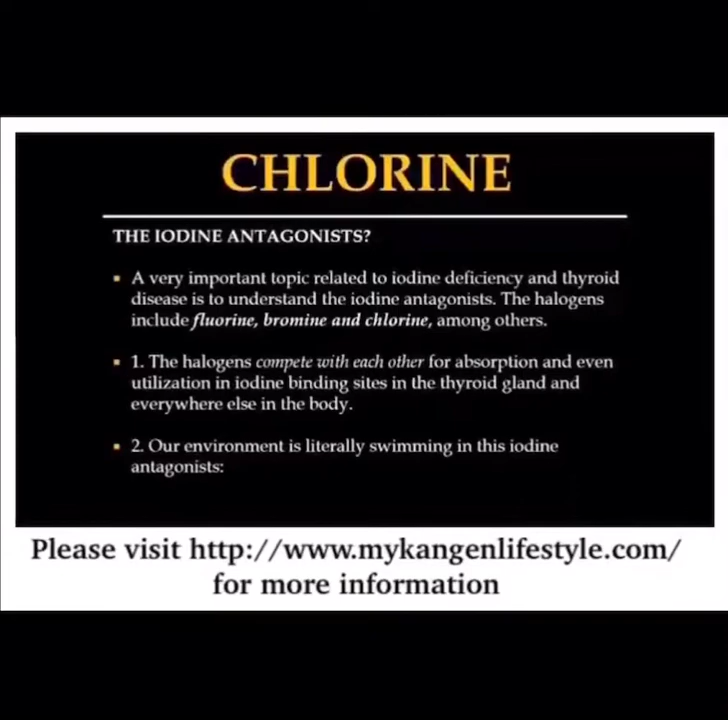 CHLORINE
THE IODINE ANTAGONISTS?
▪ A very important topic related to iodine deficiency and thyroid
disease is to understand the iodine antagonists. The halogens
include fluorine, bromine and chlorine, among others.
▪ 1. The halogens compete with each other for absorption and even
utilization in iodine binding sites in the thyroid gland and
everywhere else in the body.
▪ 2. Our environment is literally swimming in this iodine
antagonists:
Please visit http://www.mykangenlifestyle.com/
for more information